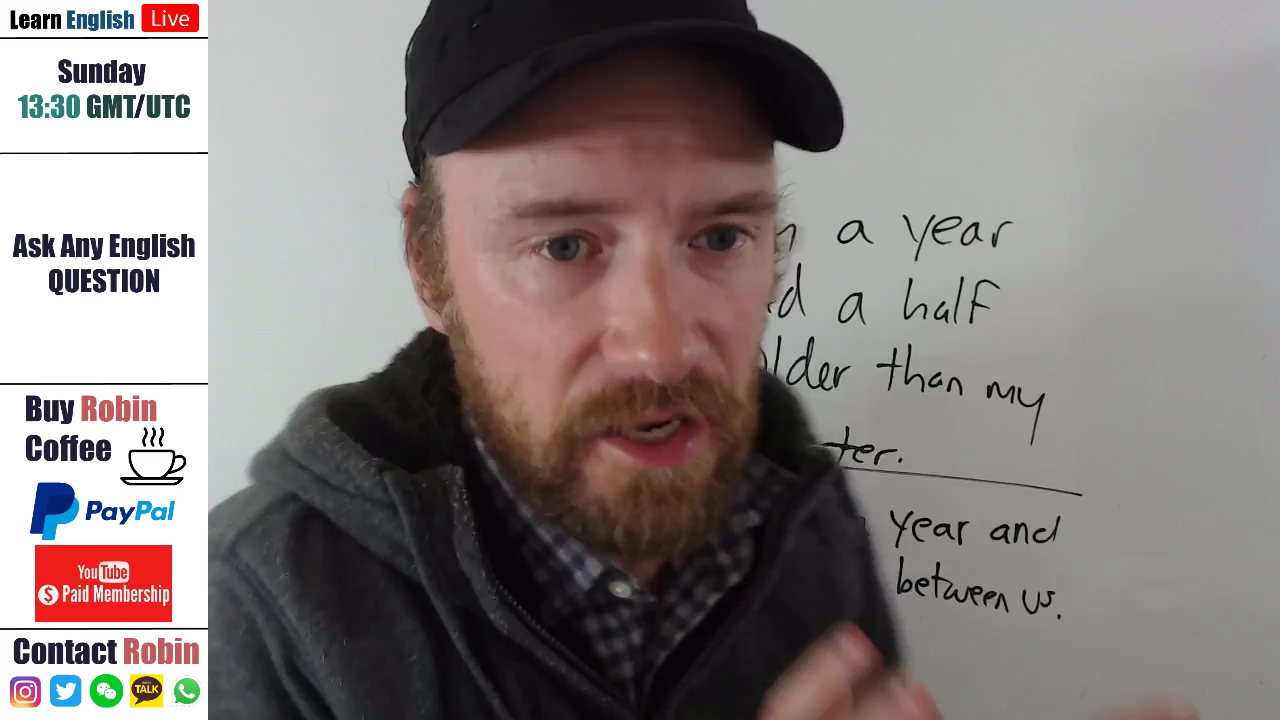 Learn English Live
Sunday
13:30 GMT/UTC
Ask Any English
QUESTION
Buy Robin
Coffee
PayPal
YouTube
$ Paid Membership
Contact Robin
TALK
a year
a half
older than my
year and
between us.